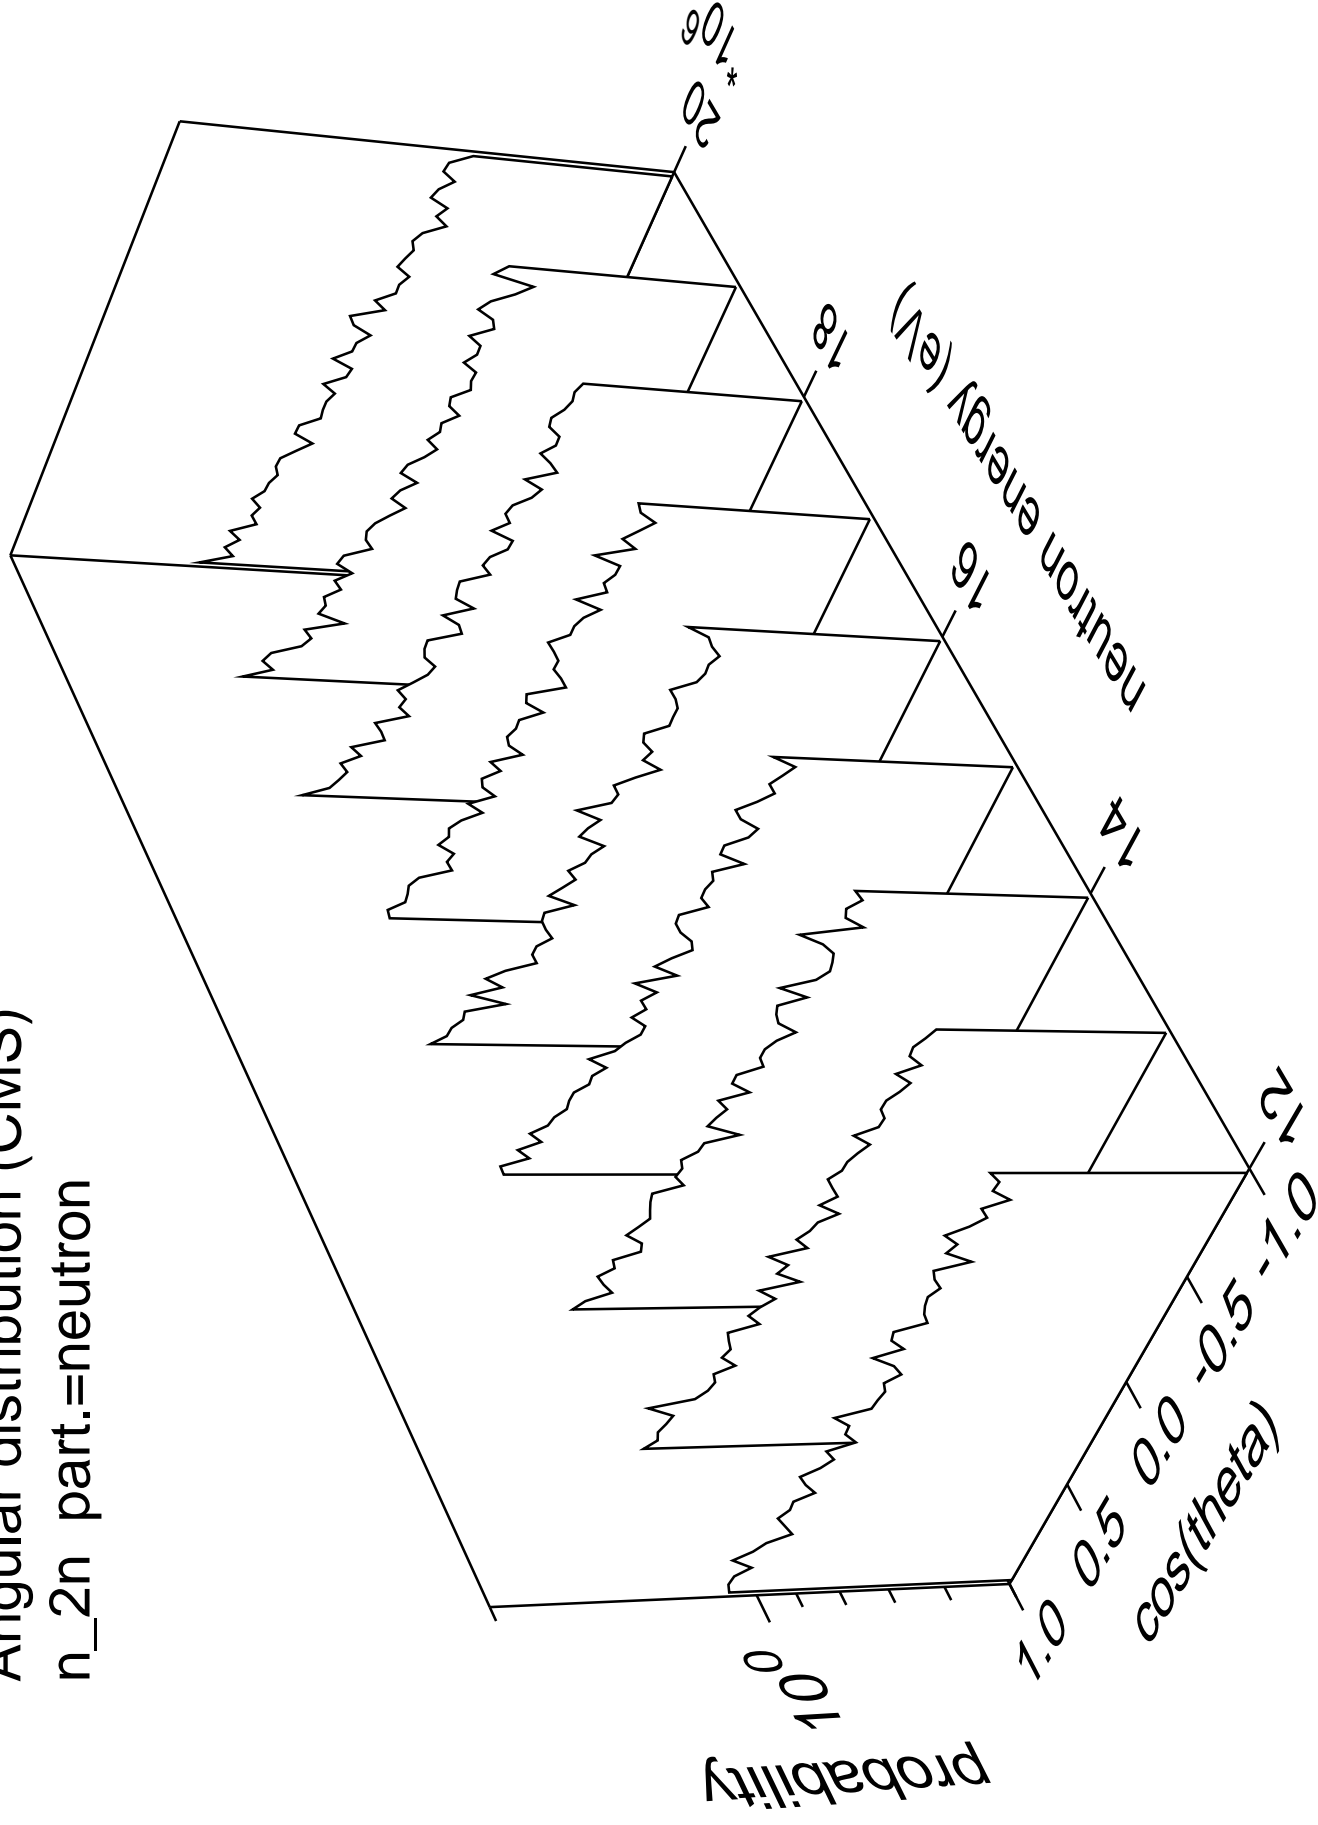 Angular distribution (CMS)
n_2n part.=neutron
probability
10^0
cos(theta)
1.0 0.5 0.0 -0.5 -1.0
neutron energy (eV)
12 14 16 18 20
*10^6